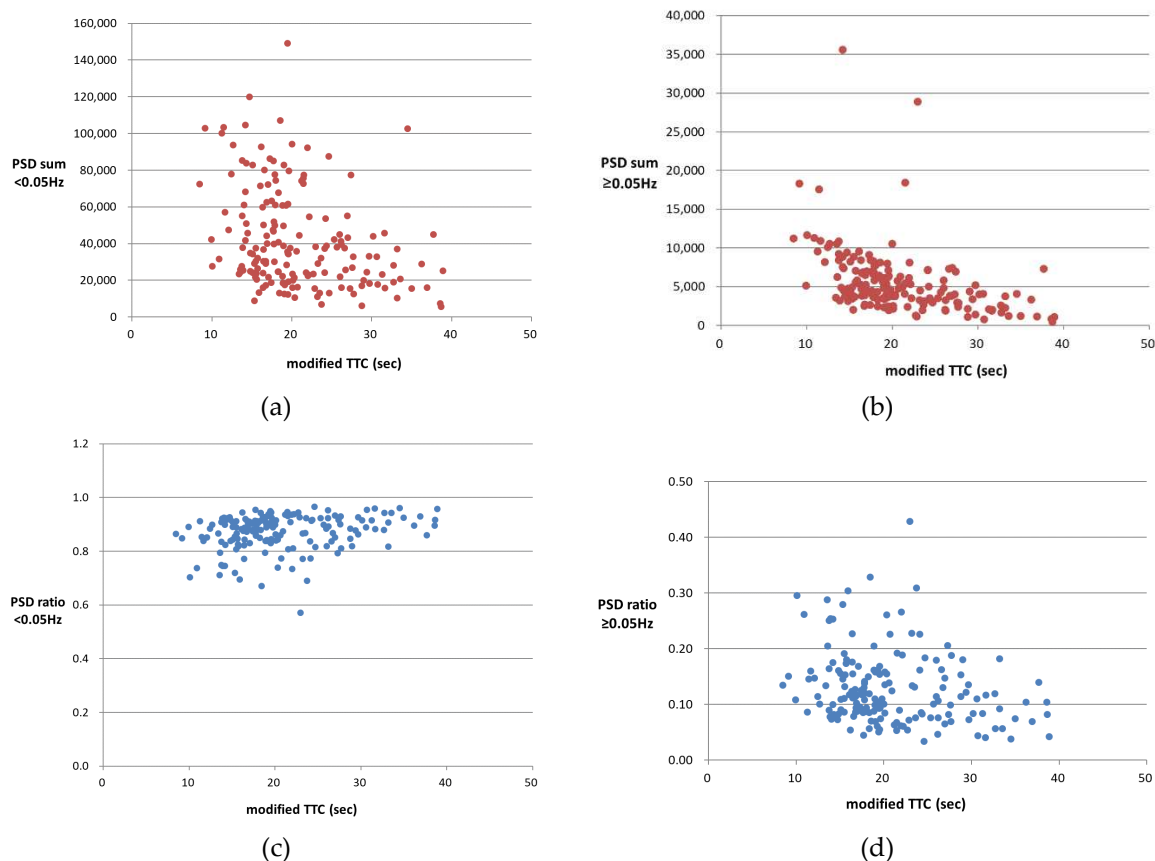 160,000
140,000
120,000
100,000
80,000
60,000
40,000
20,000
0
PSD sum
<0.05Hz
0 10 20 30 40 50
modified TTC (sec)
(a)
40,000
35,000
30,000
25,000
20,000
15,000
10,000
5,000
0
PSD sum
≥0.05Hz
0 10 20 30 40 50
modified TTC (sec)
(b)
1.2
1.0
0.8
0.6
0.4
0.2
0.0
PSD ratio
<0.05Hz
0 10 20 30 40 50
modified TTC (sec)
(c)
0.50
0.40
0.30
0.20
0.10
0.00
PSD ratio
≥0.05Hz
0 10 20 30 40 50
modified TTC (sec)
(d)